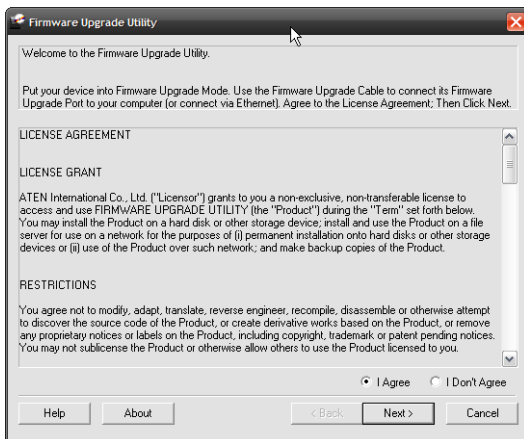 Firmware Upgrade Utility
Welcome to the Firmware Upgrade Utility.
Put your device into Firmware Upgrade Mode. Use the Firmware Upgrade Cable to connect its Firmware
Upgrade Port to your computer (or connect via Ethernet). Agree to the License Agreement; Then Click Next.
LICENSE AGREEMENT
LICENSE GRANT
ATEN International Co., Ltd. ("Licensor") grants to you a non-exclusive, non-transferable license to
access and use FIRMWARE UPGRADE UTILITY (the "Product") during the "Term" set forth below.
You may install the Product on a hard disk or other storage device; install and use the Product on a file
server for use on a network for the purposes of (i) permanent installation onto hard disks or other storage
devices or (ii) use of the Product over such network; and make backup copies of the Product.
RESTRICTIONS
You agree not to modify, adapt, translate, reverse engineer, recompile, disassemble or otherwise attempt
to discover the source code of the Product, or create derivative works based on the Product, or remove
any proprietary notices or labels on the Product, including copyright, trademark or patent pending notices.
You may not sublicense the Product or otherwise allow others to use the Product licensed to you.
I Agree I Don't Agree
Help About < Back Next > Cancel